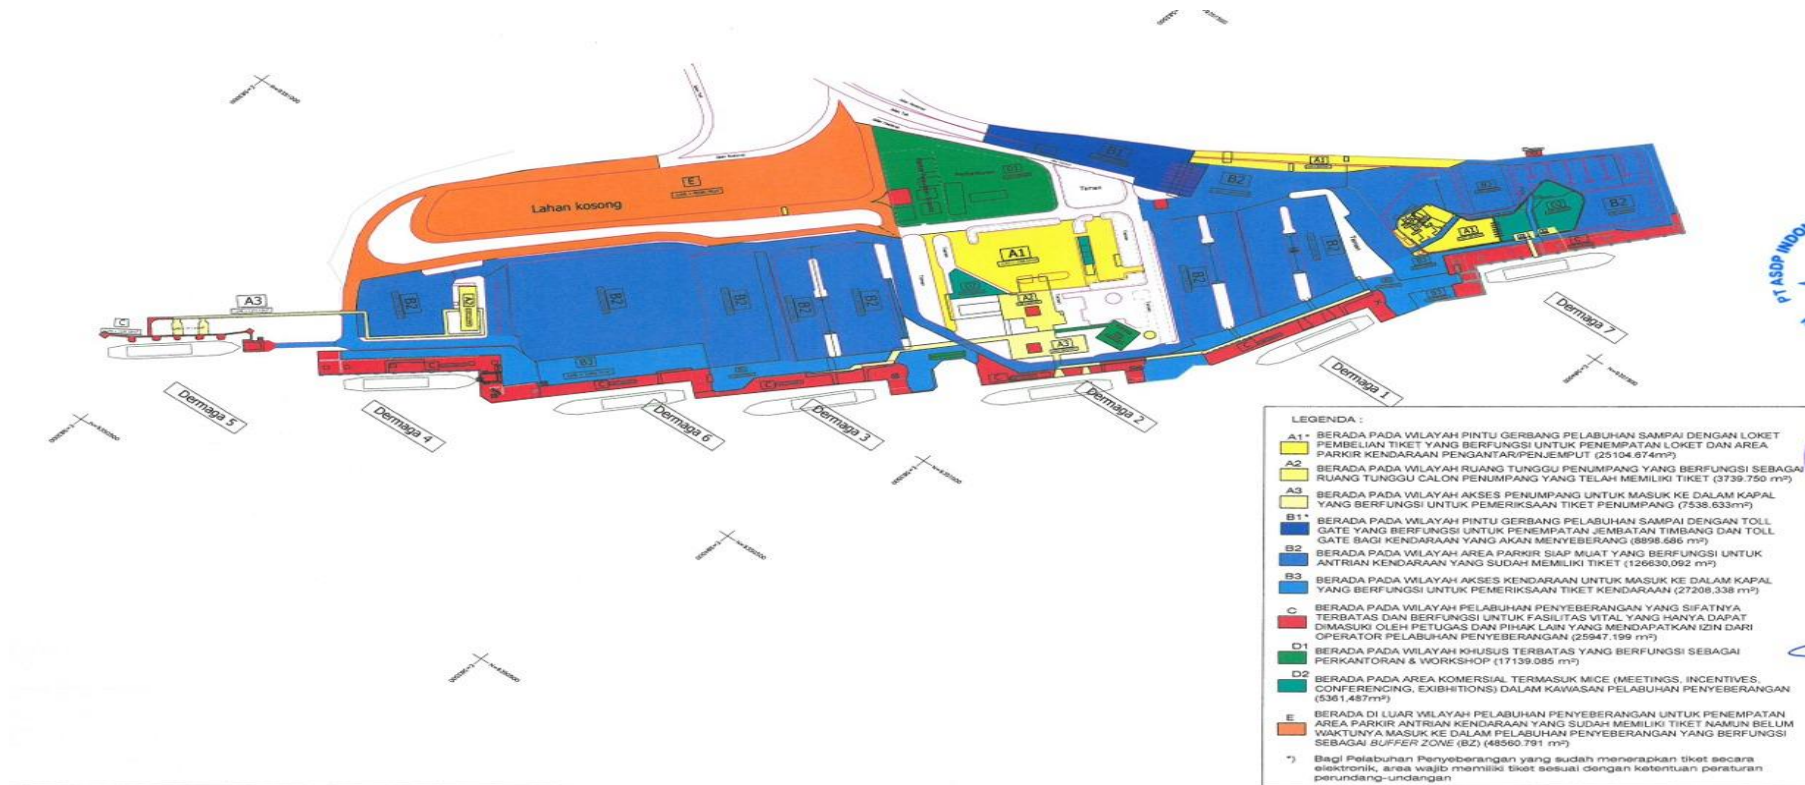 E
Lahan kosong
B1
A1
B2
D1
Taman
B2
A1
D2
B2
C
A1
A2
A3
A3
C
B2
A2
B2
B2
B2
B2
B2
B2
B3
C
C
C
C
Dermaga 5
Dermaga 4
Dermaga 6
Dermaga 3
Dermaga 2
Dermaga 1
Dermaga 7
PT ASDP INDO
LEGENDA :
A1* BERADA PADA WILAYAH PINTU GERBANG PELABUHAN SAMPAI DENGAN LOKET
PEMBELIAN TIKET YANG BERFUNGSI UNTUK PENEMPATAN LOKET DAN AREA
PARKIR KENDARAAN PENGANTAR/PENJEMPUT (25104.674m²)
A2 BERADA PADA WILAYAH RUANG TUNGGU PENUMPANG YANG BERFUNGSI SEBAGAI
RUANG TUNGGU CALON PENUMPANG YANG TELAH MEMILIKI TIKET (3739.750 m²)
A3 BERADA PADA WILAYAH AKSES PENUMPANG UNTUK MASUK KE DALAM KAPAL
YANG BERFUNGSI UNTUK PEMERIKSAAN TIKET PENUMPANG (7538.633m²)
B1* BERADA PADA WILAYAH PINTU GERBANG PELABUHAN SAMPAI DENGAN TOLL
GATE YANG BERFUNGSI UNTUK PENEMPATAN JEMBATAN TIMBANG DAN TOLL
GATE BAGI KENDARAAN YANG AKAN MENYEBERANG (8898.686 m²)
B2 BERADA PADA WILAYAH AREA PARKIR SIAP MUAT YANG BERFUNGSI UNTUK
ANTRIAN KENDARAAN YANG SUDAH MEMILIKI TIKET (126630,092 m²)
B3 BERADA PADA WILAYAH AKSES KENDARAAN UNTUK MASUK KE DALAM KAPAL
YANG BERFUNGSI UNTUK PEMERIKSAAN TIKET KENDARAAN (27208,338 m²)
C BERADA PADA WILAYAH PELABUHAN PENYEBERANGAN YANG SIFATNYA
TERBATAS DAN BERFUNGSI UNTUK FASILITAS VITAL YANG HANYA DAPAT
DIMASUKI OLEH PETUGAS DAN PIHAK LAIN YANG MENDAPATKAN IZIN DARI
OPERATOR PELABUHAN PENYEBERANGAN (25947.199 m²)
D1 BERADA PADA WILAYAH KHUSUS TERBATAS YANG BERFUNGSI SEBAGAI
PERKANTORAN & WORKSHOP (17139.085 m²)
D2 BERADA PADA AREA KOMERSIAL TERMASUK MICE (MEETINGS, INCENTIVES,
CONFERENCING, EXIBHITIONS) DALAM KAWASAN PELABUHAN PENYEBERANGAN
(5361,487m²)
E BERADA DI LUAR WILAYAH PELABUHAN PENYEBERANGAN UNTUK PENEMPATAN
AREA PARKIR ANTRIAN KENDARAAN YANG SUDAH MEMILIKI TIKET NAMUN BELUM
WAKTUNYA MASUK KE DALAM PELABUHAN PENYEBERANGAN YANG BERFUNGSI
SEBAGAI BUFFER ZONE (BZ) (48560.791 m²)
*) Bagi Pelabuhan Penyeberangan yang sudah menerapkan tiket secara
elektronik, area wajib memiliki tiket sesuai dengan ketentuan peraturan
perundang-undangan